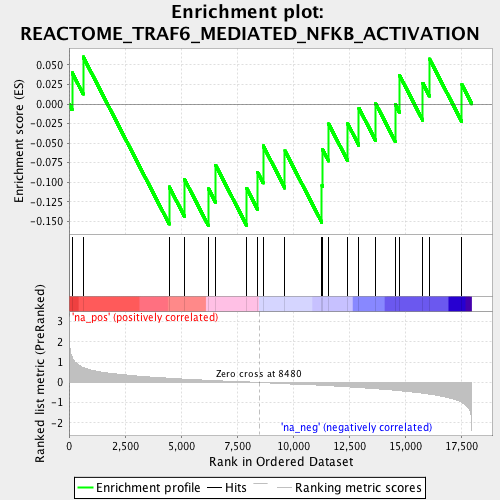 Enrichment plot:
REACTOME_TRAF6_MEDIATED_NFKB_ACTIVATION
Enrichment score (ES)
0.050
0.025
0.000
-0.025
-0.050
-0.075
-0.100
-0.125
-0.150
'na_pos' (positively correlated)
Ranked list metric (PreRanked)
3
2
1
0
-1
-2
Zero cross at 8480
'na_neg' (negatively correlated)
0
2,500
5,000
7,500
10,000
12,500
15,000
17,500
Rank in Ordered Dataset
Enrichment profile
Hits
Ranking metric scores